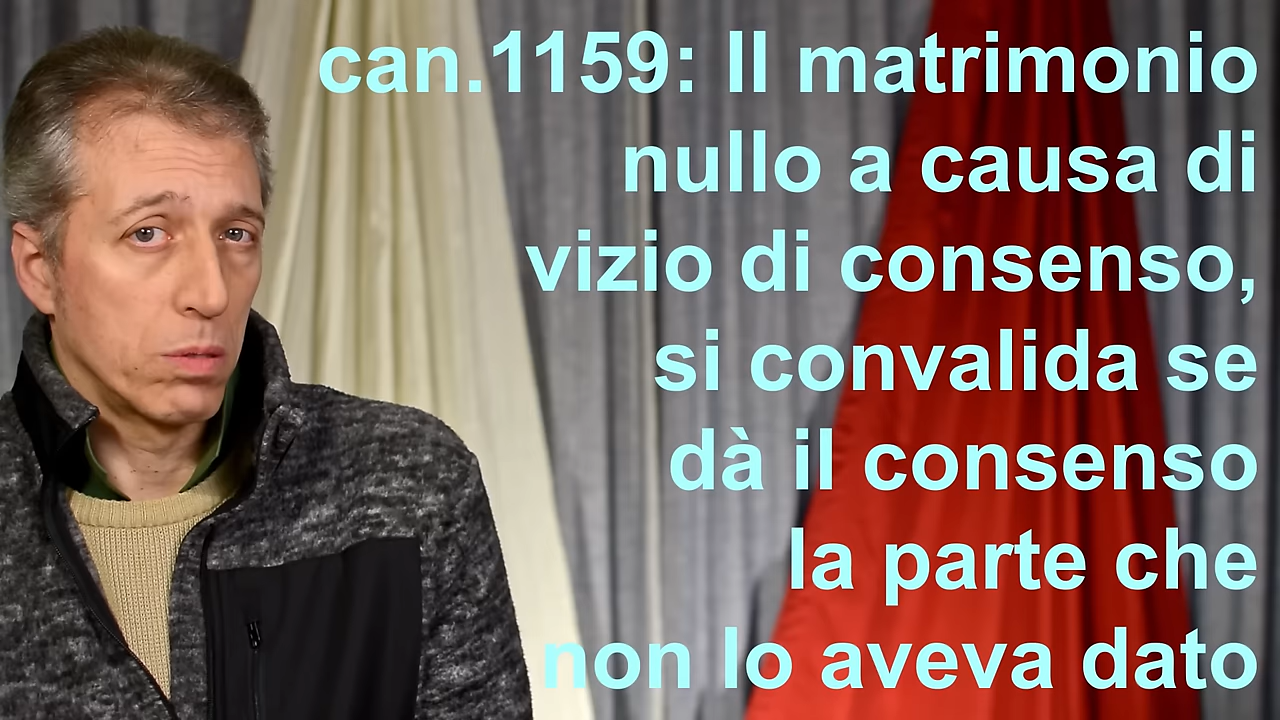 can.1159: Il matrimonio
nullo a causa di
vizio di consenso,
si convalida se
dà il consenso
la parte che
non lo aveva dato